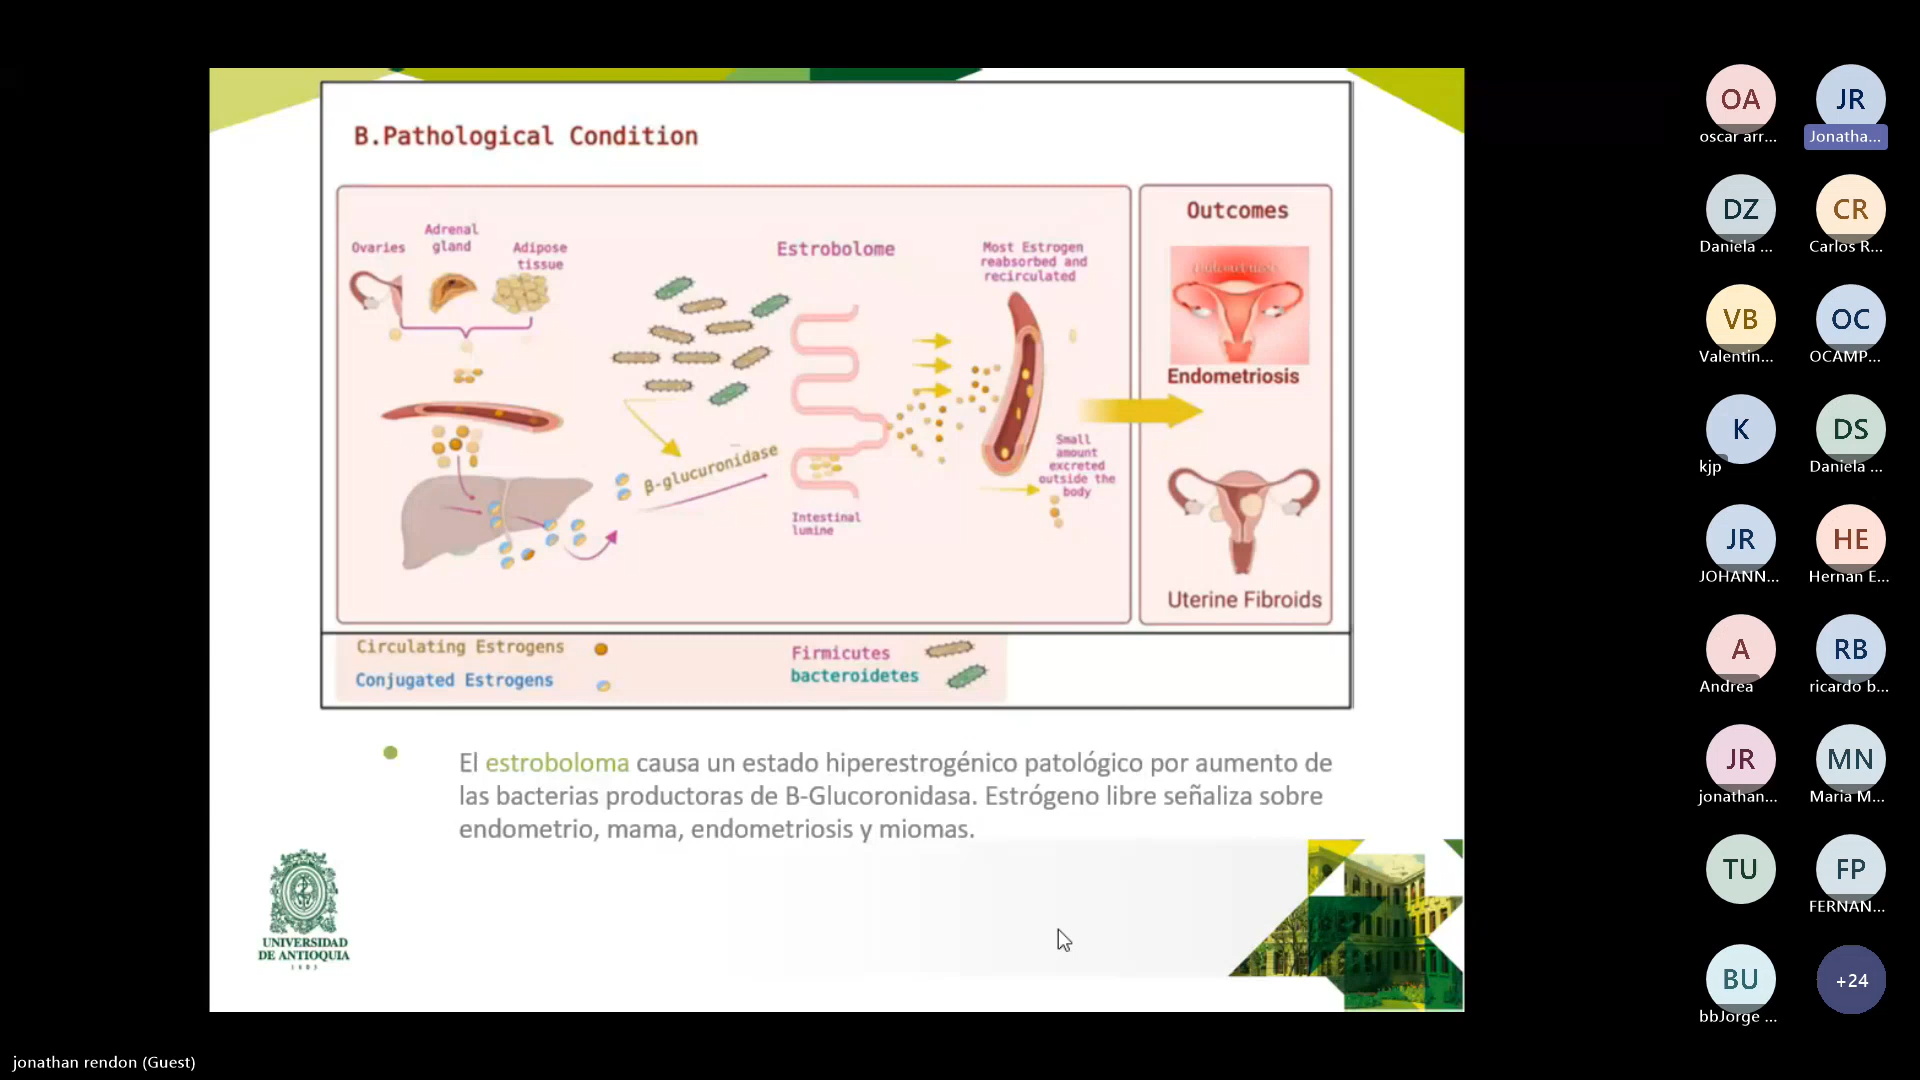 B.Pathological Condition
Ovaries
Adrenal
gland
Adipose
tissue
Estrobolome
Most Estrogen
reabsorbed and
recirculated
β-glucuronidase
Intestinal
lumine
Small
amount
excreted
outside the
body
Outcomes
Endometriosis
Uterine Fibroids
Circulating Estrogens
Conjugated Estrogens
Firmicutes
bacteroidetes
El estroboloma causa un estado hiperestrogénico patológico por aumento de
las bacterias productoras de B-Glucoronidasa. Estrógeno libre señaliza sobre
endometrio, mama, endometriosis y miomas.
UNIVERSIDAD
DE ANTIOQUIA
1803
OA
oscar arr...
JR
Jonatha...
DZ
Daniela ...
CR
Carlos R...
VB
Valentin...
OC
OCAMP...
K
kjp
DS
Daniela ...
JR
JOHANN...
HE
Hernan E...
A
Andrea
RB
ricardo b...
JR
jonathan...
MN
Maria M...
TU
FP
FERNAN...
BU
bbJorge ...
+24
jonathan rendon (Guest)